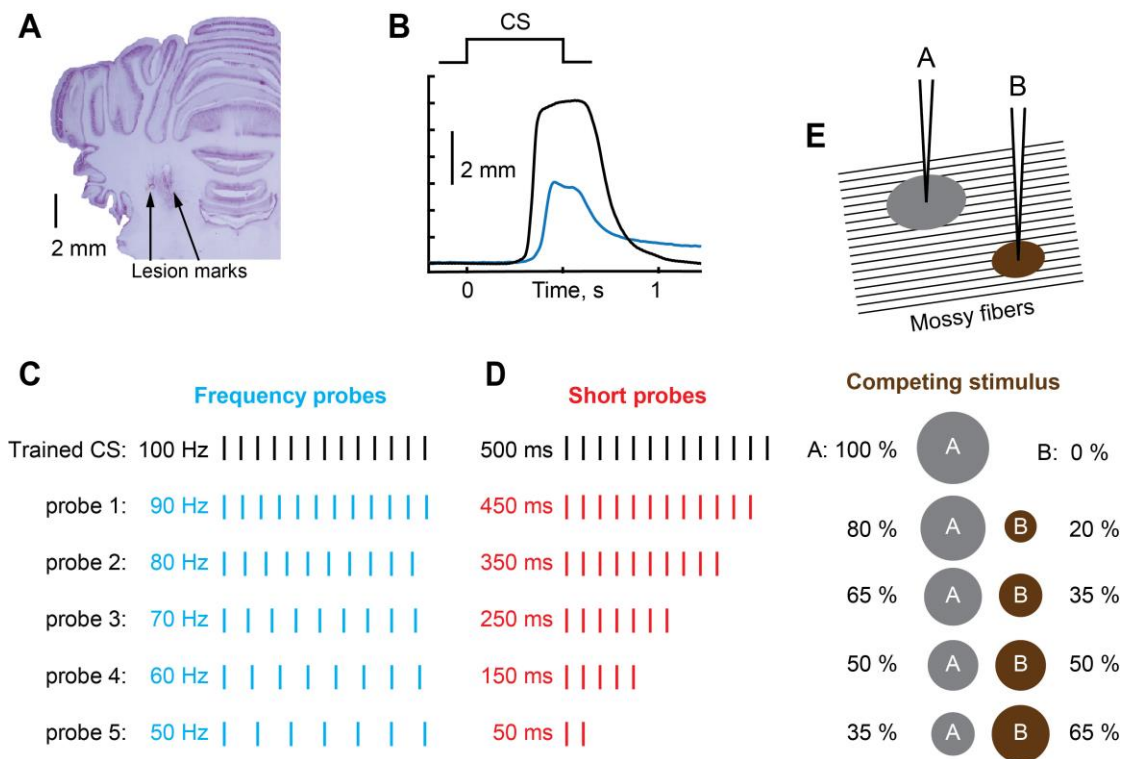 A
2 mm
Lesion marks
B
CS
2 mm
0 Time, s 1
E
A
B
Mossy fibers
C
Frequency probes
Trained CS: 100 Hz
probe 1: 90 Hz
probe 2: 80 Hz
probe 3: 70 Hz
probe 4: 60 Hz
probe 5: 50 Hz
D
Short probes
500 ms
450 ms
350 ms
250 ms
150 ms
50 ms
Competing stimulus
A: 100 % A B: 0 %
80 % A B 20 %
65 % A B 35 %
50 % A B 50 %
35 % A B 65 %